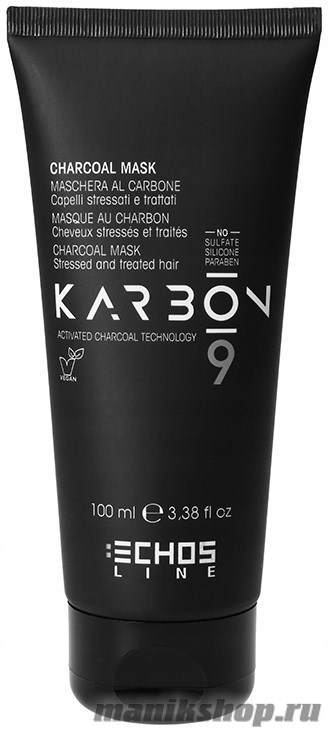 CHARCOAL MASK
MASCHERA AL CARBONE
Capelli stressati e trattati
MASQUE AU CHARBON
Cheveux stressés et traités
CHARCOAL MASK
Stressed and treated hair
NO
SULFATE
SILICONE
PARABEN
KARBON
9
ACTIVATED CHARCOAL TECHNOLOGY
VEGAN
100 ml e 3,38 fl oz
:ECHOS
LINE
маникshop.ru